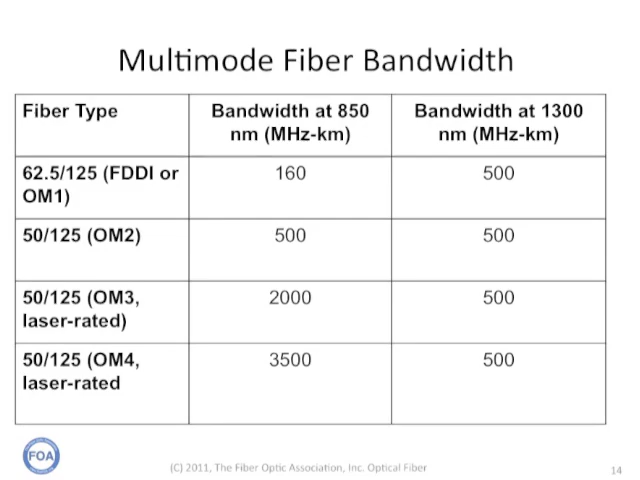 Multimode Fiber Bandwidth
Fiber Type
Bandwidth at 850
nm (MHz-km)
Bandwidth at 1300
nm (MHz-km)
62.5/125 (FDDI or
OM1)
160
500
50/125 (OM2)
500
500
50/125 (OM3,
laser-rated)
2000
500
50/125 (OM4,
laser-rated
3500
500
FOA
(C) 2011, The Fiber Optic Association, Inc. Optical Fiber
14